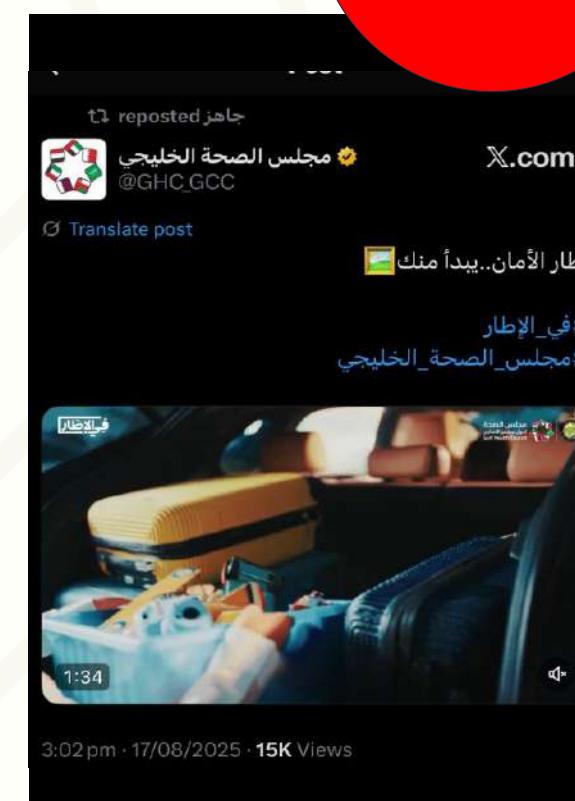 جاهز reposted
مجلس الصحة الخليجي
@GHC_GCC
X.com
Translate post
طار الأمان..يبدأ منك
في_الإطار
#مجلس_الصحة_الخليجي
في الإطار
مجلس الصحة
1:34
3:02 pm · 17/08/2025 · 15K Views